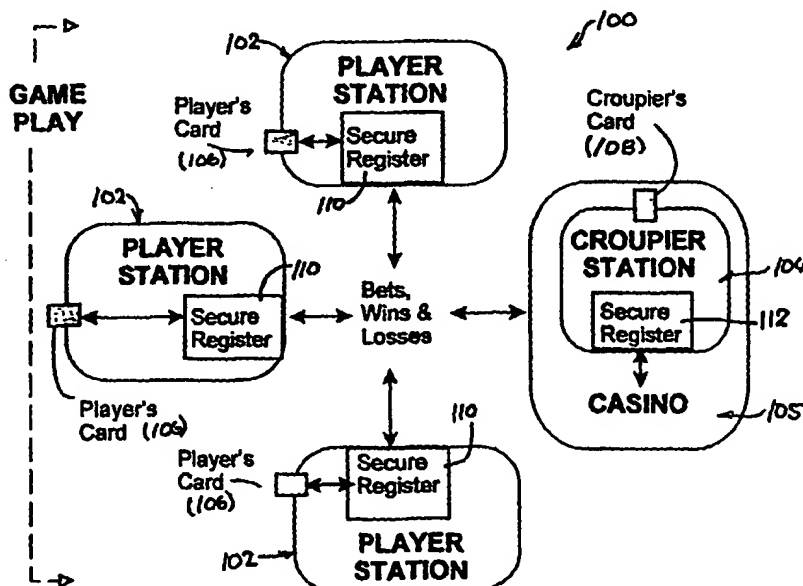 100
102
PLAYER
STATION
GAME
PLAY
Player's
Card
(106)
Secure
Register
110
Croupier's
Card
(108)
102
PLAYER
STATION
110
Secure
Register
Bets,
Wins &
Losses
CROUPIER
STATION
104
Secure
Register
112
CASINO
105
Player's
Card (106)
110
Player's
Card
(106)
Secure
Register
102
PLAYER
STATION